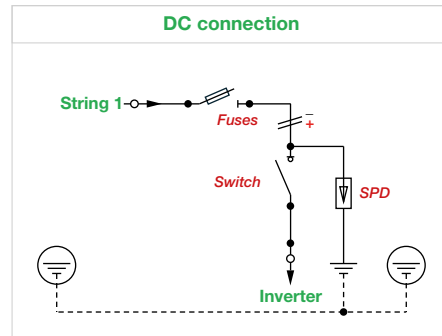 DC connection
String 1
Fuses
–
+
Switch
SPD
Inverter